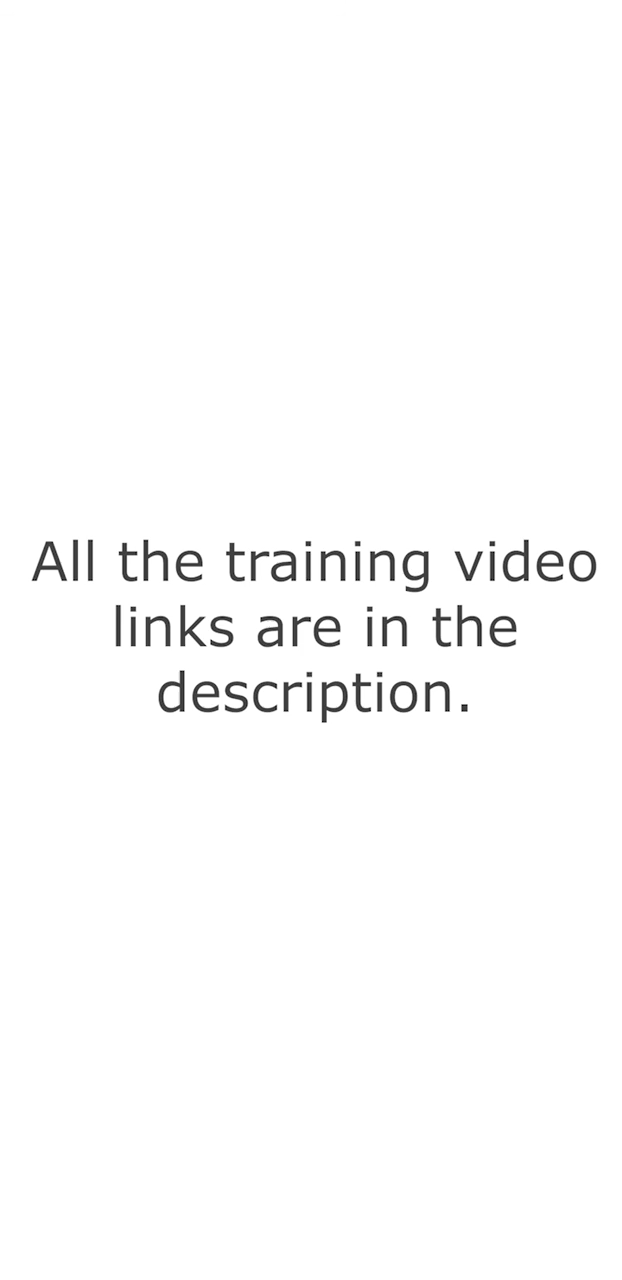 All the training video
links are in the
description.